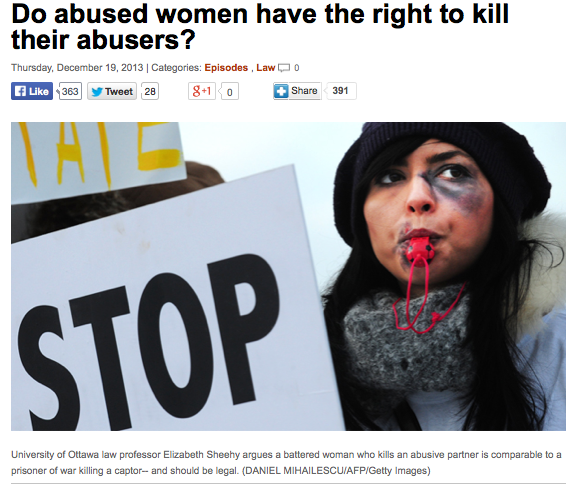 Do abused women have the right to kill
their abusers?
Thursday, December 19, 2013 | Categories: Episodes , Law 0
Like 363 Tweet 28 g+1 0 Share 391
STOP
University of Ottawa law professor Elizabeth Sheehy argues a battered woman who kills an abusive partner is comparable to a
prisoner of war killing a captor-- and should be legal. (DANIEL MIHAILESCU/AFP/Getty Images)